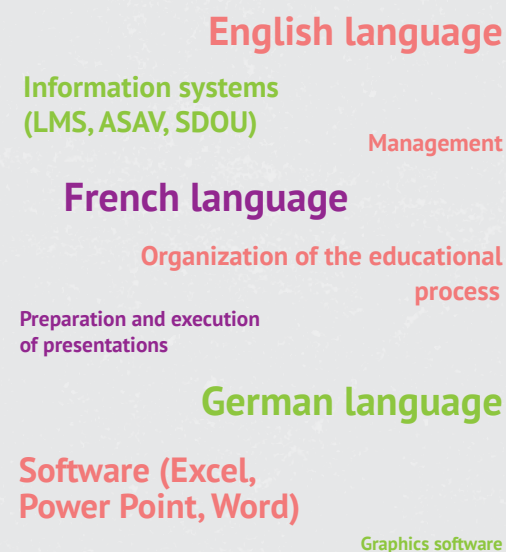 English language
Information systems
(LMS, ASAV, SDOU)
Management
French language
Organization of the educational
process
Preparation and execution
of presentations
German language
Software (Excel,
Power Point, Word)
Graphics software